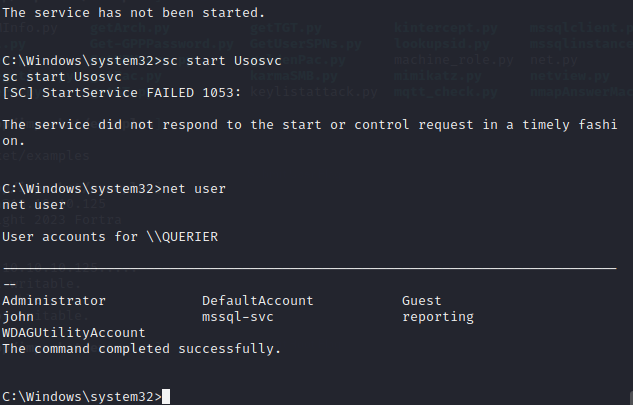 The service has not been started.
C:\Windows\system32>sc start Usosvc
sc start Usosvc
[SC] StartService FAILED 1053:
The service did not respond to the start or control request in a timely fashi
on.
C:\Windows\system32>net user
net user
User accounts for \\QUERIER
-------------------------------------------------------------------------------
Administrator DefaultAccount Guest
john mssql-svc reporting
WDAGUtilityAccount
The command completed successfully.
C:\Windows\system32>